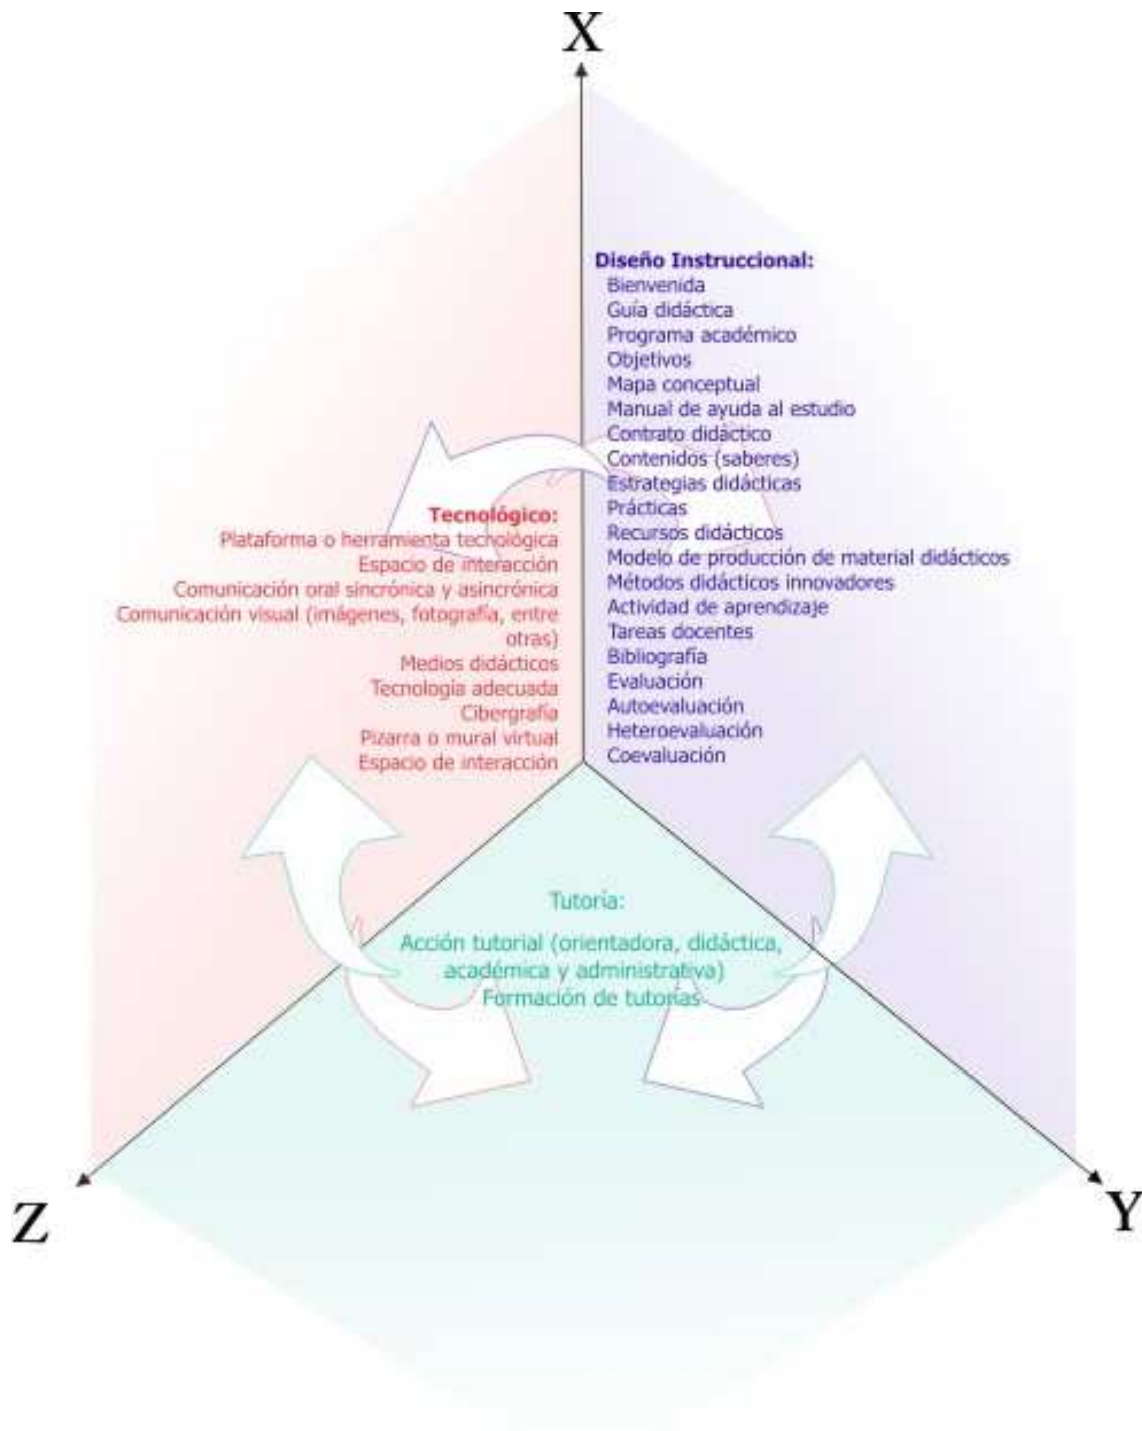 X
Diseño Instruccional:
Bienvenida
Guía didáctica
Programa académico
Objetivos
Mapa conceptual
Manual de ayuda al estudio
Contrato didáctico
Contenidos (saberes)
Estrategias didácticas
Prácticas
Recursos didácticos
Modelo de producción de material didácticos
Métodos didácticos innovadores
Actividad de aprendizaje
Tareas docentes
Bibliografía
Evaluación
Autoevaluación
Heteroevaluación
Coevaluación
Tecnológico:
Plataforma o herramienta tecnológica
Espacio de interacción
Comunicación oral sincrónica y asincrónica
Comunicación visual (imágenes, fotografía, entre
otras)
Medios didácticos
Tecnología adecuada
Cibergrafía
Pizarra o mural virtual
Espacio de interacción
Tutoría:
Acción tutorial (orientadora, didáctica,
académica y administrativa)
Formación de tutorias
Z
Y